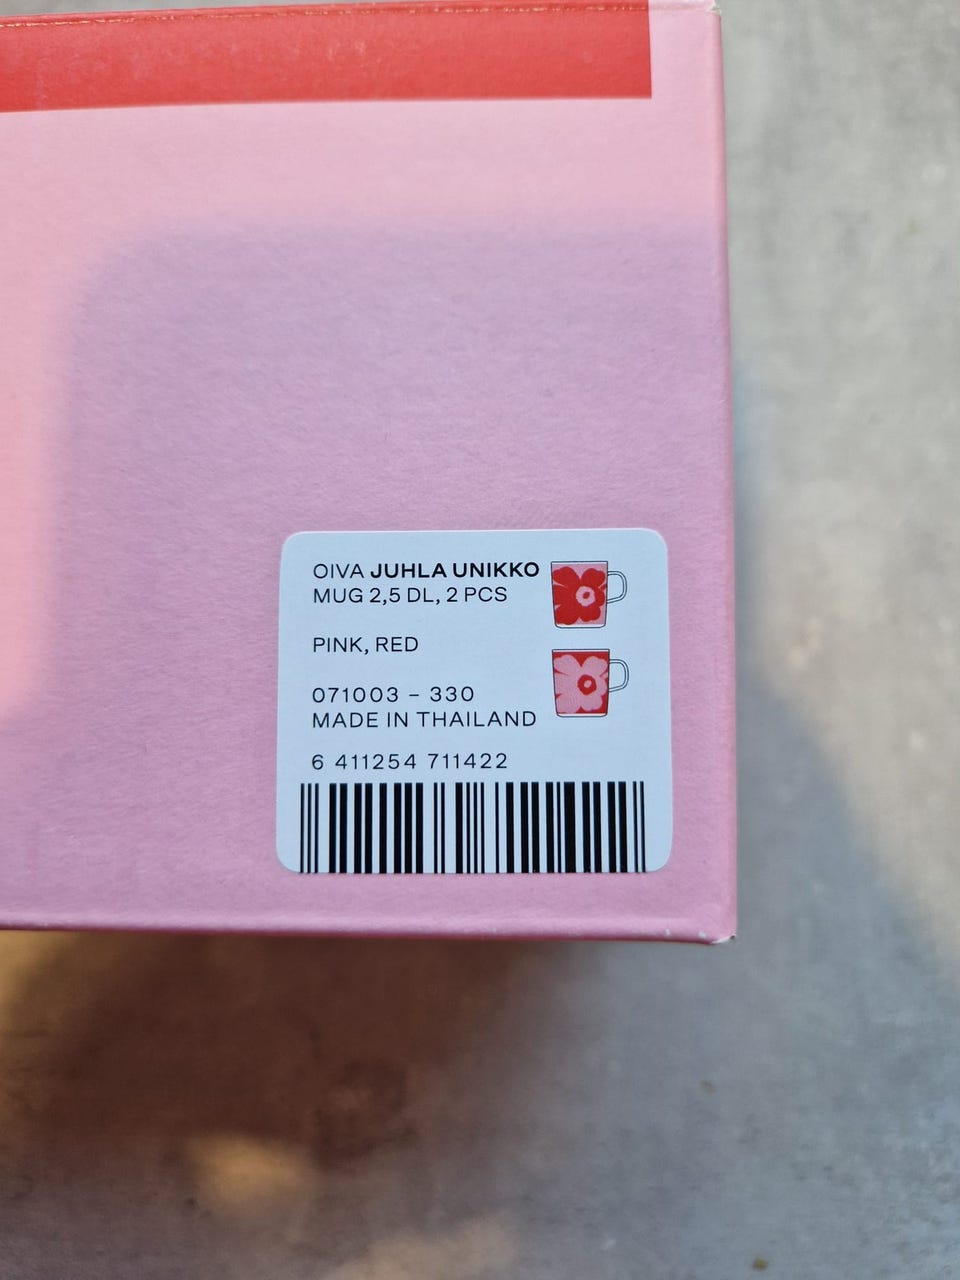 OIVA JUHLA UNIKKO
MUG 2,5 DL, 2 PCS
PINK, RED
071003 – 330
MADE IN THAILAND
6 411254 711422